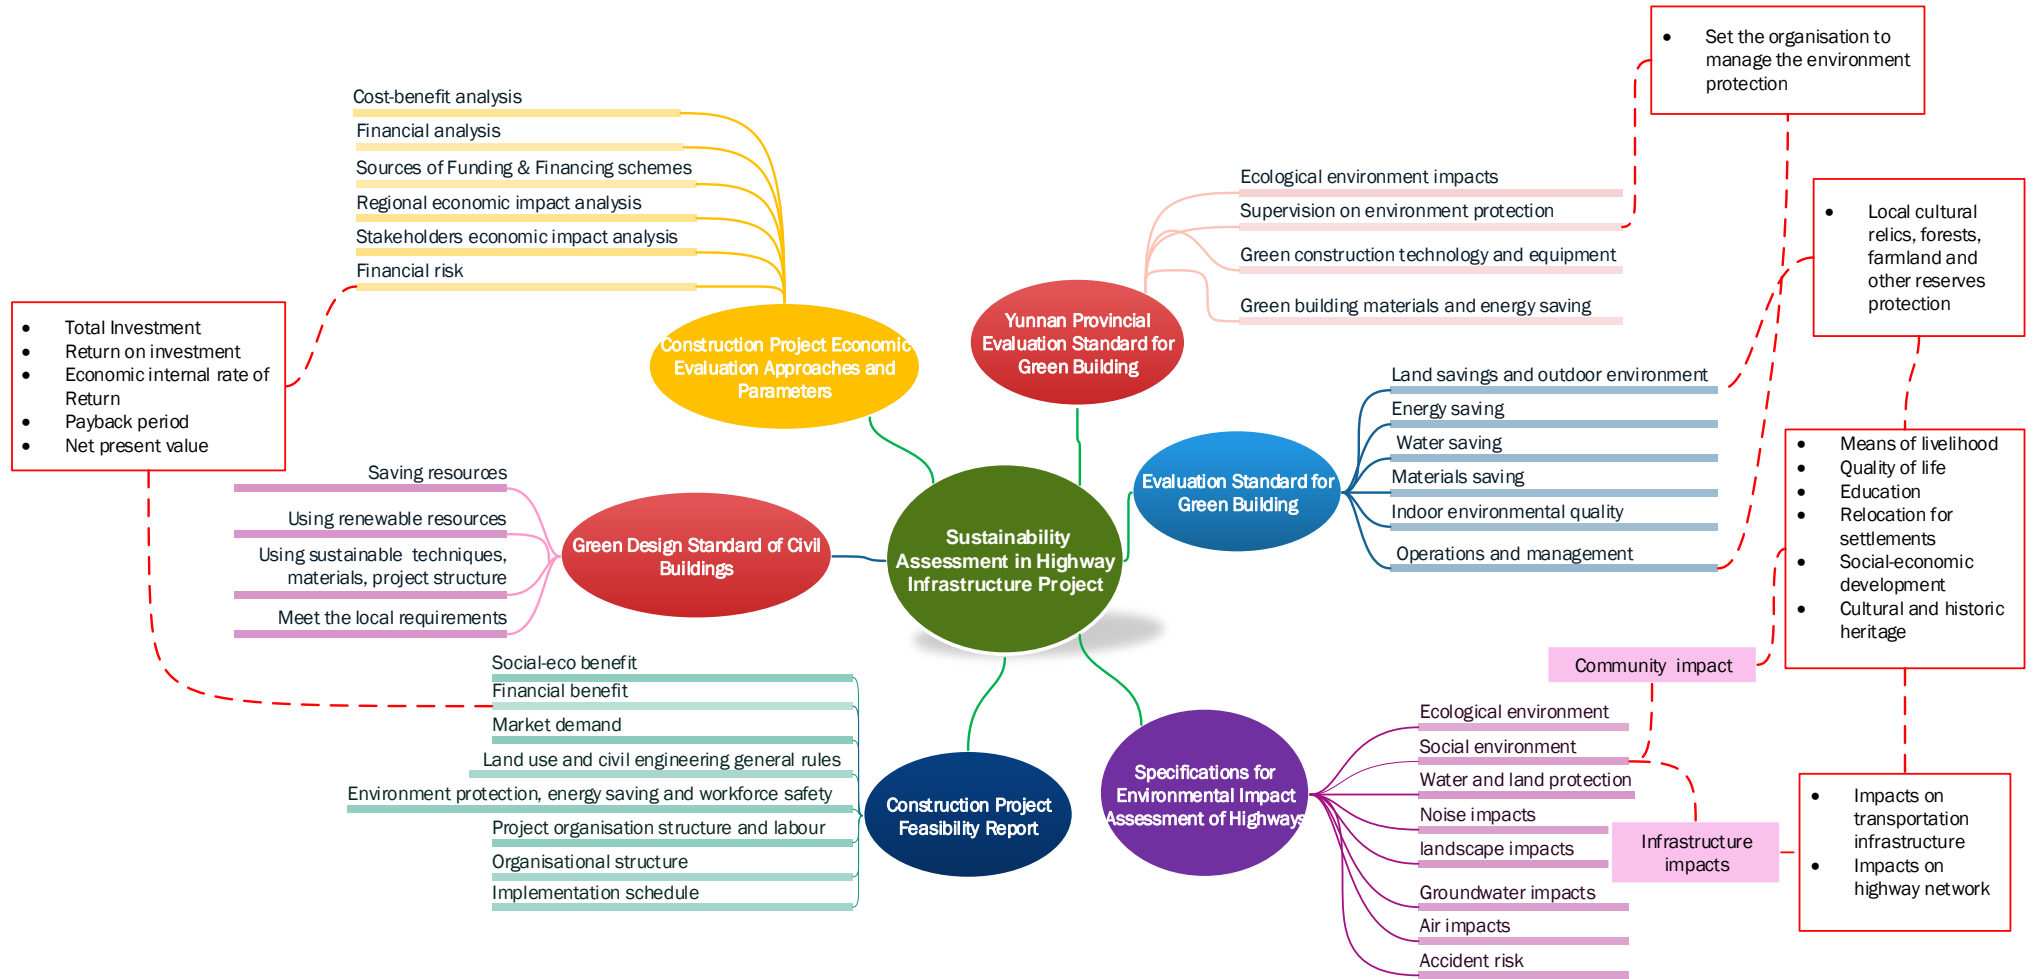 Set the organisation to
manage the environment
protection
Cost-benefit analysis
Financial analysis
Sources of Funding & Financing schemes
Regional economic impact analysis
Stakeholders economic impact analysis
Financial risk
Total Investment
Return on investment
Economic internal rate of
Return
Payback period
Net present value
Construction Project Economic
Evaluation Approaches and
Parameters
Yunnan Provincial
Evaluation Standard for
Green Building
Ecological environment impacts
Supervision on environment protection
Green construction technology and equipment
Green building materials and energy saving
Local cultural
relics, forests,
farmland and
other reserves
protection
Land savings and outdoor environment
Energy saving
Water saving
Materials saving
Indoor environmental quality
Operations and management
Evaluation Standard for
Green Building
Saving resources
Using renewable resources
Using sustainable techniques,
materials, project structure
Meet the local requirements
Green Design Standard of Civil
Buildings
Sustainability
Assessment in Highway
Infrastructure Project
Means of livelihood
Quality of life
Education
Relocation for
settlements
Social-economic
development
Cultural and historic
heritage
Community impact
Social-eco benefit
Financial benefit
Market demand
Land use and civil engineering general rules
Environment protection, energy saving and workforce safety
Project organisation structure and labour
Organisational structure
Implementation schedule
Construction Project
Feasibility Report
Specifications for
Environmental Impact
Assessment of Highways
Ecological environment
Social environment
Water and land protection
Noise impacts
landscape impacts
Groundwater impacts
Air impacts
Accident risk
Infrastructure
impacts
Impacts on
transportation
infrastructure
Impacts on
highway network